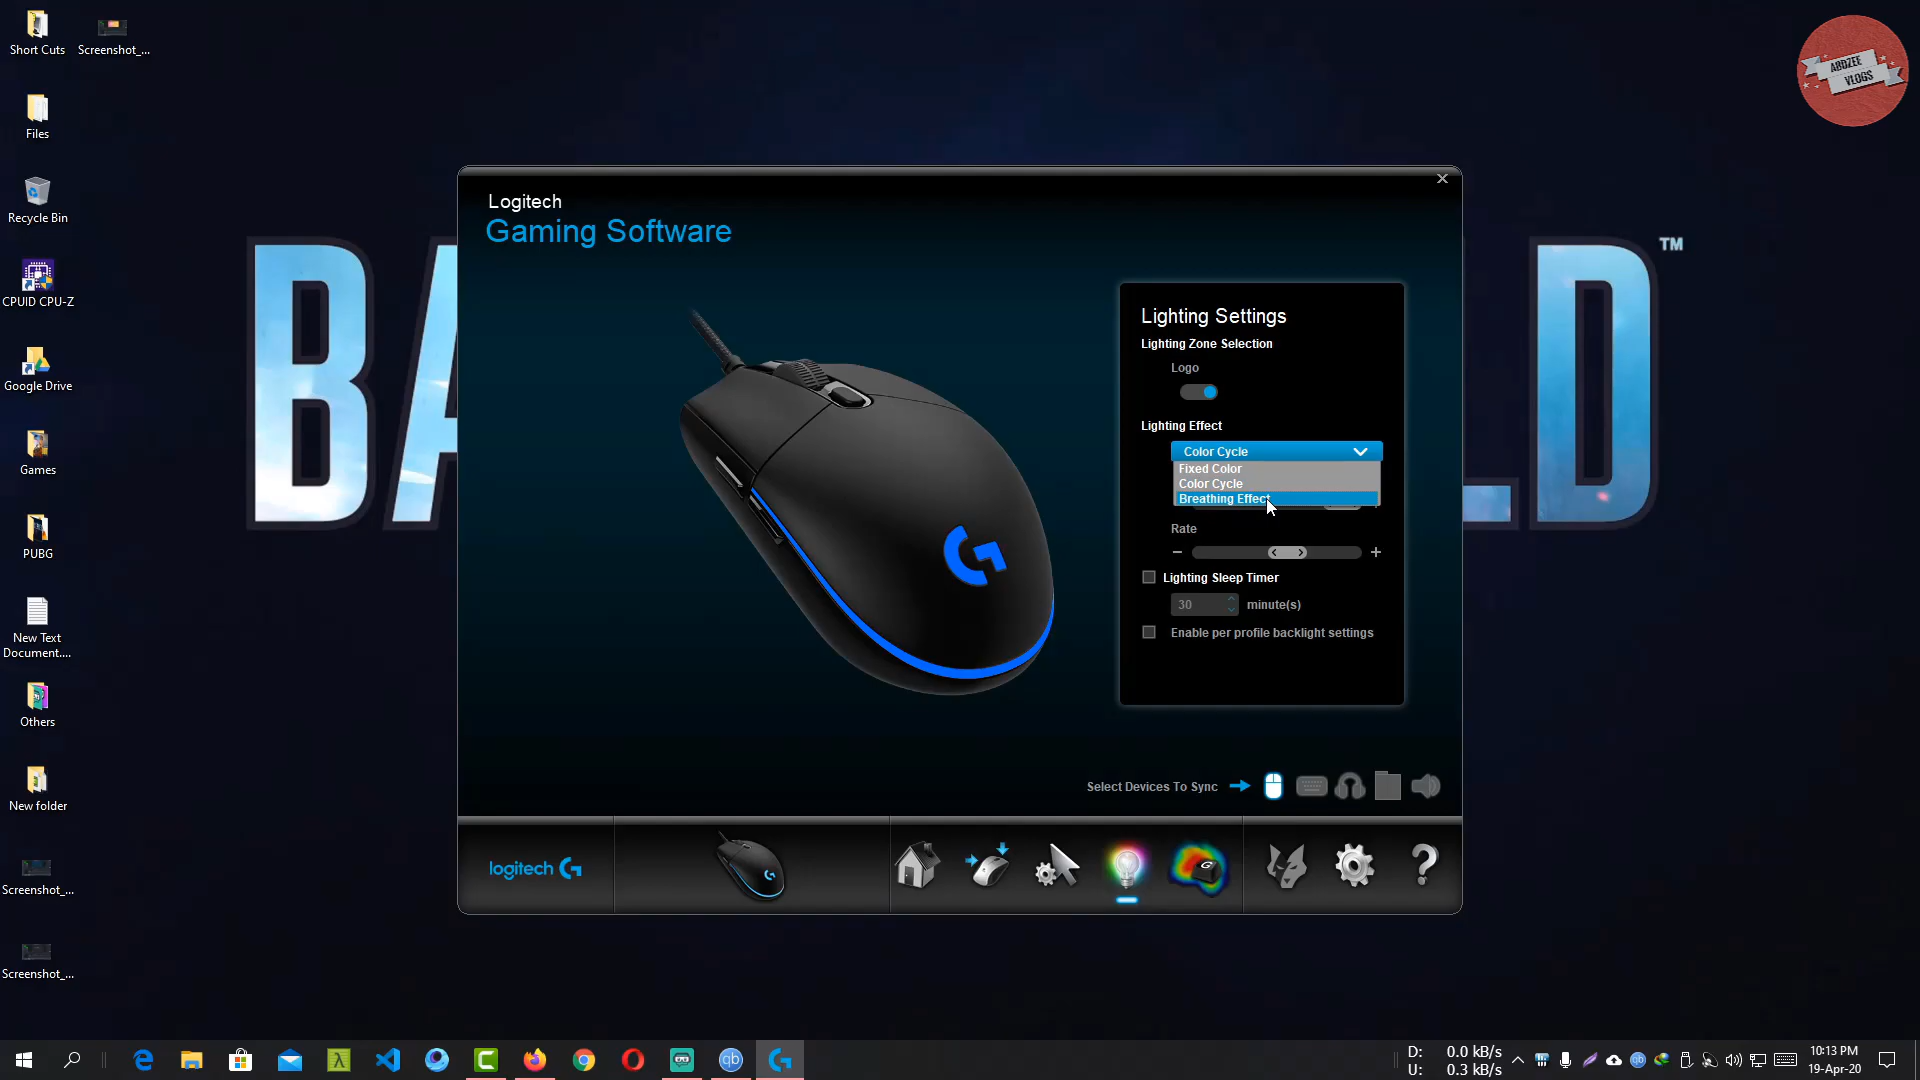 Short Cuts
Screenshot_...
Files
Recycle Bin
CPUID CPU-Z
Google Drive
Games
PUBG
New Text
Document....
Others
New folder
Screenshot_...
Screenshot_...
ABDZEE
VLOGS
BA
LD
TM
Logitech
Gaming Software
Lighting Settings
Lighting Zone Selection
Logo
Lighting Effect
Color Cycle
Fixed Color
Color Cycle
Breathing Effect
Rate
Lighting Sleep Timer
30 minute(s)
Enable per profile backlight settings
Select Devices To Sync
logitech G
D: 0.0 kB/s
U: 0.3 kB/s
10:13 PM
19-Apr-20